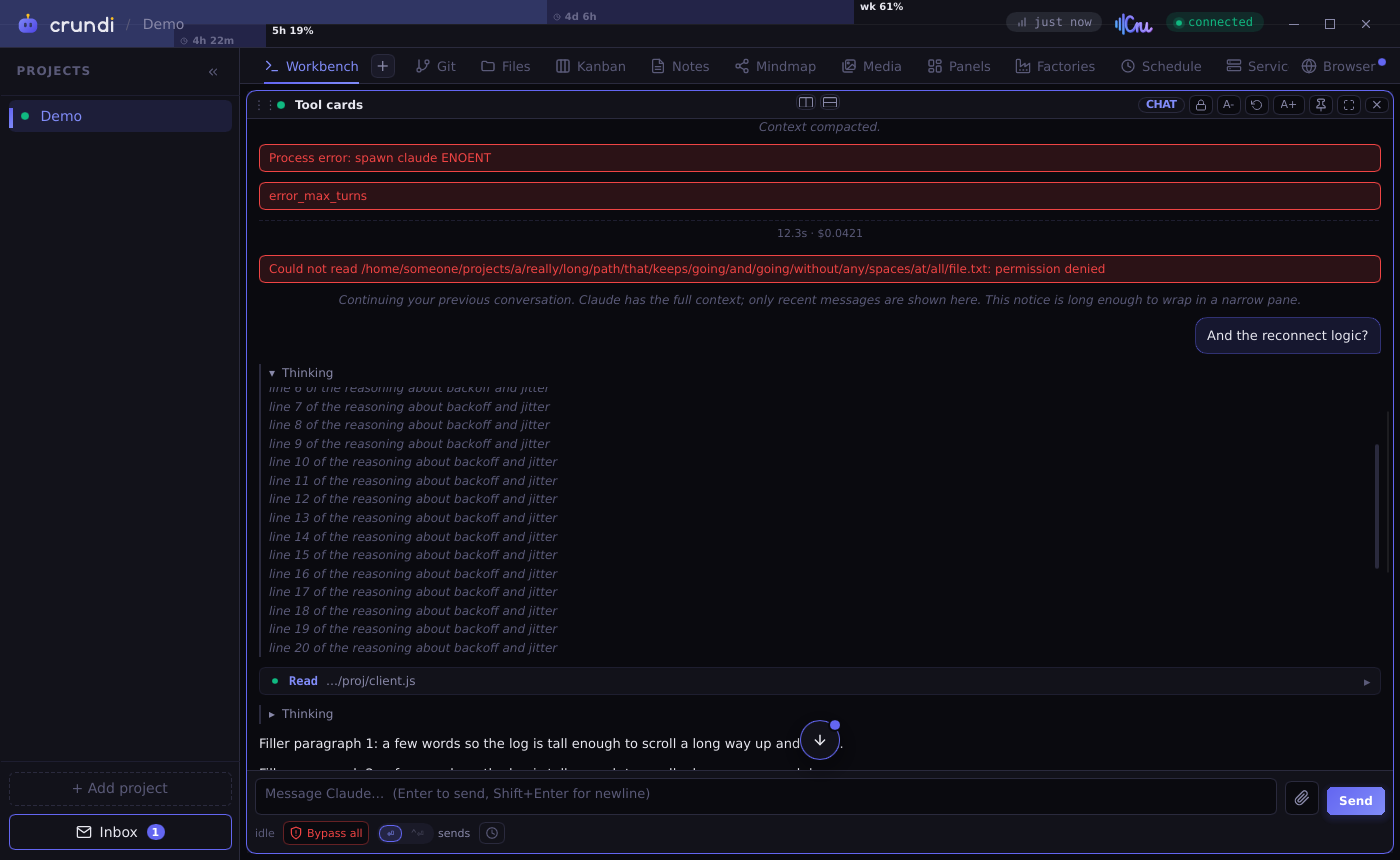 crundi / Demo
4h 22m
5h 19%
4d 6h
wk 61%
just now
Cru
connected
PROJECTS «
Demo
+ Add project
Inbox 1
Workbench + Git Files Kanban Notes Mindmap Media Panels Factories Schedule Servic Browser
Tool cards
CHAT A- A+
Context compacted.
Process error: spawn claude ENOENT
error_max_turns
12.3s · $0.0421
Could not read /home/someone/projects/a/really/long/path/that/keeps/going/and/going/without/any/spaces/at/all/file.txt: permission denied
Continuing your previous conversation. Claude has the full context; only recent messages are shown here. This notice is long enough to wrap in a narrow pane.
And the reconnect logic?
▾ Thinking
line 6 of the reasoning about backoff and jitter
line 7 of the reasoning about backoff and jitter
line 8 of the reasoning about backoff and jitter
line 9 of the reasoning about backoff and jitter
line 10 of the reasoning about backoff and jitter
line 11 of the reasoning about backoff and jitter
line 12 of the reasoning about backoff and jitter
line 13 of the reasoning about backoff and jitter
line 14 of the reasoning about backoff and jitter
line 15 of the reasoning about backoff and jitter
line 16 of the reasoning about backoff and jitter
line 17 of the reasoning about backoff and jitter
line 18 of the reasoning about backoff and jitter
line 19 of the reasoning about backoff and jitter
line 20 of the reasoning about backoff and jitter
Read …/proj/client.js ▸
▸ Thinking
Filler paragraph 1: a few words so the log is tall enough to scroll a long way up and
Message Claude… (Enter to send, Shift+Enter for newline)
Send
idle Bypass all ⏎ ^⏎ sends